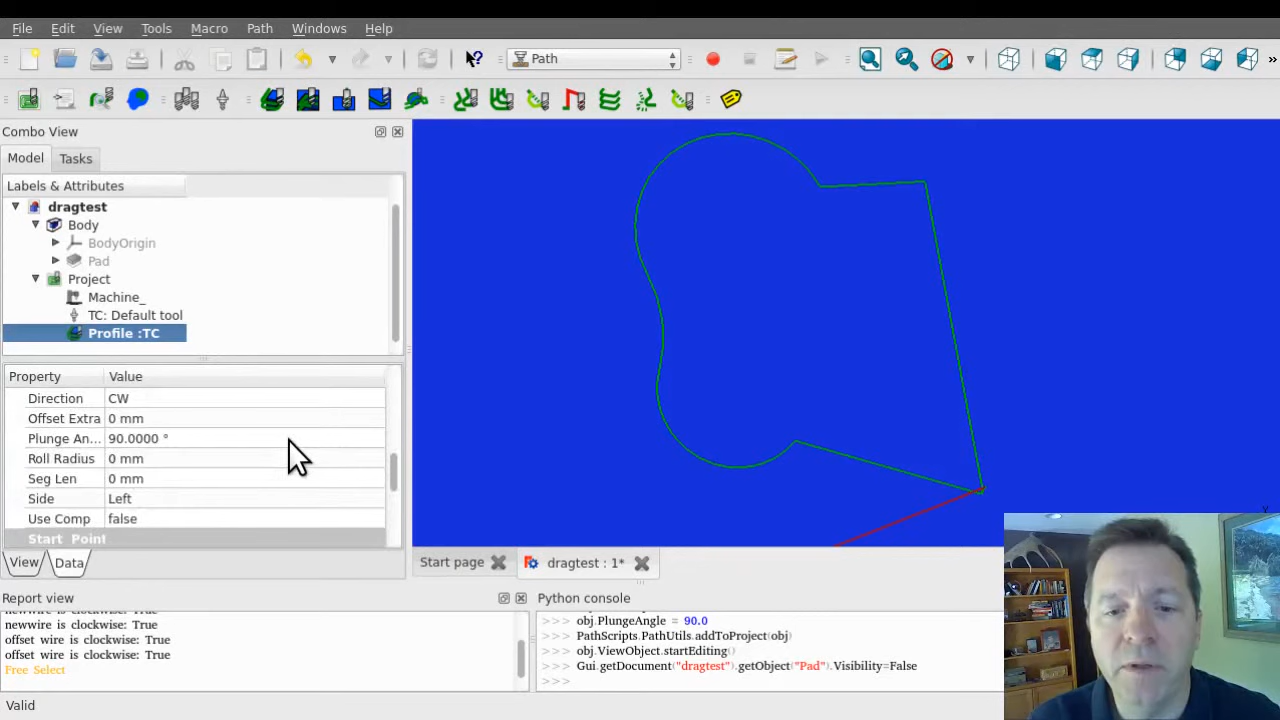 File Edit View Tools Macro Path Windows Help
Path
Combo View
Model Tasks
Labels & Attributes
dragtest
Body
BodyOrigin
Pad
Project
Machine_
TC: Default tool
Profile :TC
Property Value
Direction CW
Offset Extra 0 mm
Plunge An... 90.0000 °
Roll Radius 0 mm
Seg Len 0 mm
Side Left
Use Comp false
Start Point
View Data
Start page dragtest : 1*
Report view
newwire is clockwise: True
newwire is clockwise: True
offset wire is clockwise: True
offset wire is clockwise: True
Free Select
Python console
>>> obj.PlungeAngle = 90.0
>>> PathScripts.PathUtils.addToProject(obj)
>>> obj.ViewObject.startEditing()
>>> Gui.getDocument("dragtest").getObject("Pad").Visibility=False
>>>
Y
Valid